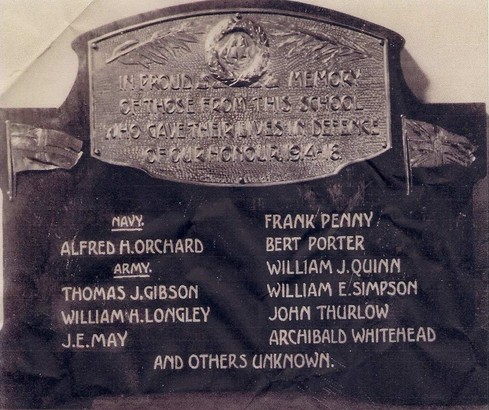 IN PROUD MEMORY
OF THOSE FROM THIS SCHOOL
WHO GAVE THEIR LIVES IN DEFENCE
OF OUR HONOUR, 1914-18.
NAVY.
ALFRED H. ORCHARD
ARMY.
THOMAS J. GIBSON
WILLIAM H. LONGLEY
J. E. MAY
FRANK PENNY
BERT PORTER
WILLIAM J. QUINN
WILLIAM E. SIMPSON
JOHN THURLOW
ARCHIBALD WHITEHEAD
AND OTHERS UNKNOWN.